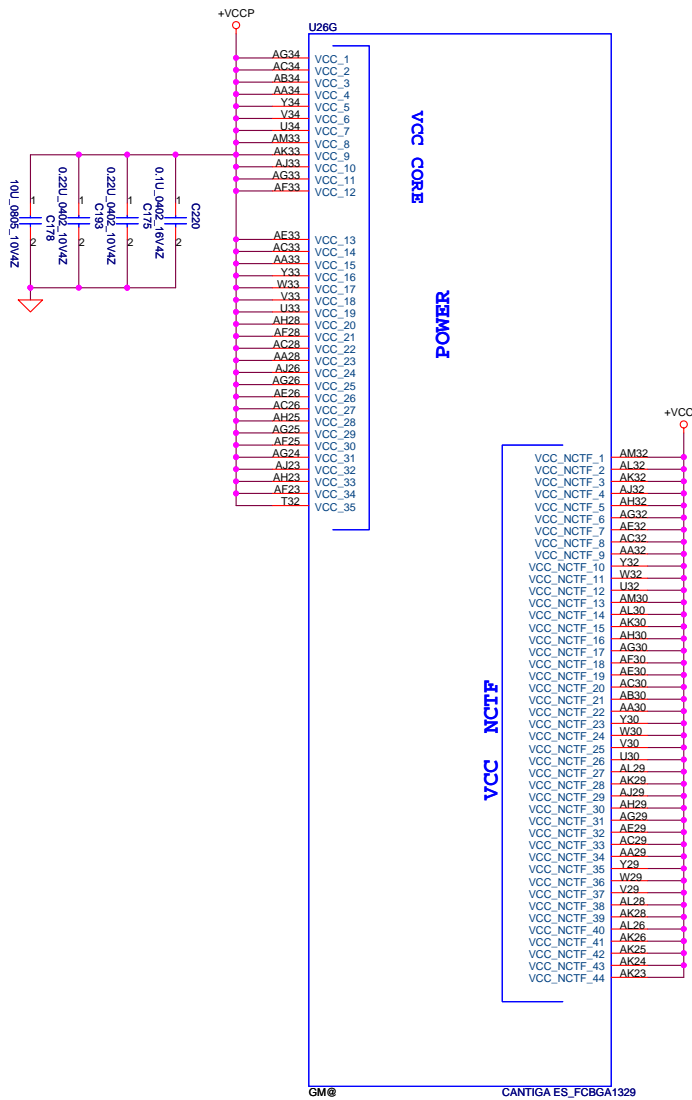 +VCCP
U26G
AG34 VCC_1
AC34 VCC_2
AB34 VCC_3
AA34 VCC_4
Y34 VCC_5
V34 VCC_6
U34 VCC_7
AM33 VCC_8
AK33 VCC_9
AJ33 VCC_10
AG33 VCC_11
AF33 VCC_12
AE33 VCC_13
AC33 VCC_14
AA33 VCC_15
Y33 VCC_16
W33 VCC_17
V33 VCC_18
U33 VCC_19
AH28 VCC_20
AF28 VCC_21
AC28 VCC_22
AA28 VCC_23
AJ26 VCC_24
AG26 VCC_25
AE26 VCC_26
AC26 VCC_27
AH25 VCC_28
AG25 VCC_29
AF25 VCC_30
AG24 VCC_31
AJ23 VCC_32
AH23 VCC_33
AF23 VCC_34
T32 VCC_35
VCC CORE
POWER
1
2
10U_0805_10V4Z
C178
1
2
0.22U_0402_10V4Z
C193
1
2
0.22U_0402_10V4Z
C175
1
2
0.1U_0402_16V4Z
C220
+VCC
VCC_NCTF_1 AM32
VCC_NCTF_2 AL32
VCC_NCTF_3 AK32
VCC_NCTF_4 AJ32
VCC_NCTF_5 AH32
VCC_NCTF_6 AG32
VCC_NCTF_7 AE32
VCC_NCTF_8 AC32
VCC_NCTF_9 AA32
VCC_NCTF_10 Y32
VCC_NCTF_11 W32
VCC_NCTF_12 U32
VCC_NCTF_13 AM30
VCC_NCTF_14 AL30
VCC_NCTF_15 AK30
VCC_NCTF_16 AH30
VCC_NCTF_17 AG30
VCC_NCTF_18 AF30
VCC_NCTF_19 AE30
VCC_NCTF_20 AC30
VCC_NCTF_21 AB30
VCC_NCTF_22 AA30
VCC_NCTF_23 Y30
VCC_NCTF_24 W30
VCC_NCTF_25 V30
VCC_NCTF_26 U30
VCC_NCTF_27 AL29
VCC_NCTF_28 AK29
VCC_NCTF_29 AJ29
VCC_NCTF_30 AH29
VCC_NCTF_31 AG29
VCC_NCTF_32 AE29
VCC_NCTF_33 AC29
VCC_NCTF_34 AA29
VCC_NCTF_35 Y29
VCC_NCTF_36 W29
VCC_NCTF_37 V29
VCC_NCTF_38 AL28
VCC_NCTF_39 AK28
VCC_NCTF_40 AL26
VCC_NCTF_41 AK26
VCC_NCTF_42 AK25
VCC_NCTF_43 AK24
VCC_NCTF_44 AK23
VCC NCTF
GM@
CANTIGA ES_FCBGA1329